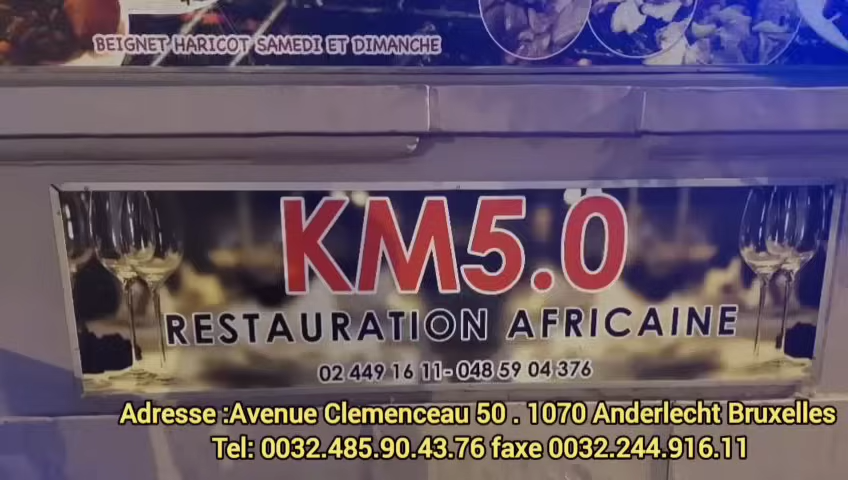 BEIGNET HARICOT SAMEDI ET DIMANCHE
KM5.0
RESTAURATION AFRICAINE
02 449 16 11-048 59 04 376
Adresse :Avenue Clemenceau 50 . 1070 Anderlecht Bruxelles
Tel: 0032.485.90.43.76 faxe 0032.244.916.11